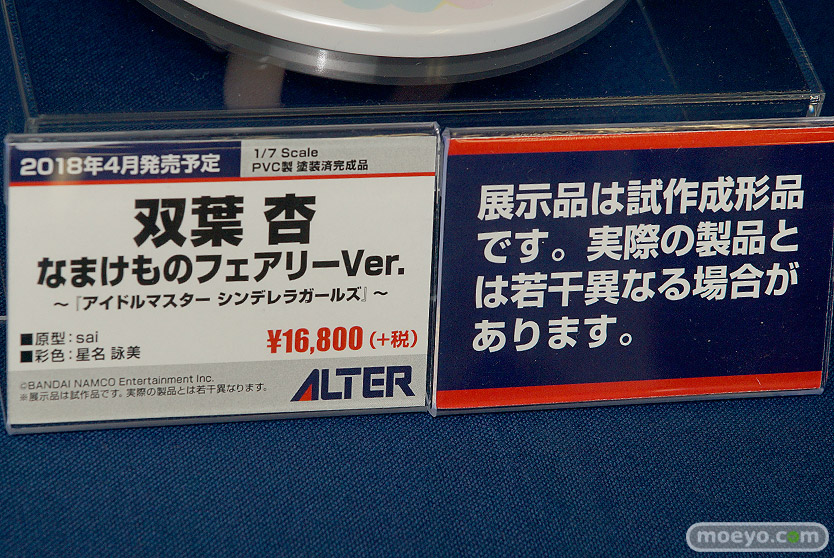 2018年4月発売予定
1/7 Scale
PVC製 塗装済完成品
双葉 杏
なまけものフェアリーVer.
～『アイドルマスター シンデレラガールズ』～
■原型：sai
■彩色：星名 詠美
¥16,800（+税）
©BANDAI NAMCO Entertainment Inc.
※展示品は試作品です。実際の製品とは若干異なります。
ALTER
展示品は試作成形品
です。実際の製品と
は若干異なる場合が
あります。
moeyo.com